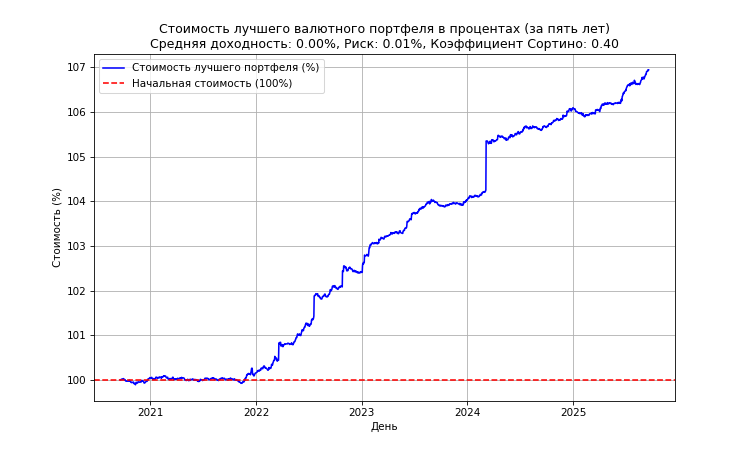 Стоимость лучшего валютного портфеля в процентах (за пять лет)
Средняя доходность: 0.00%, Риск: 0.01%, Коэффициент Сортино: 0.40
Стоимость лучшего портфеля (%)
Начальная стоимость (100%)
Стоимость (%)
107
106
105
104
103
102
101
100
2021 2022 2023 2024 2025
День